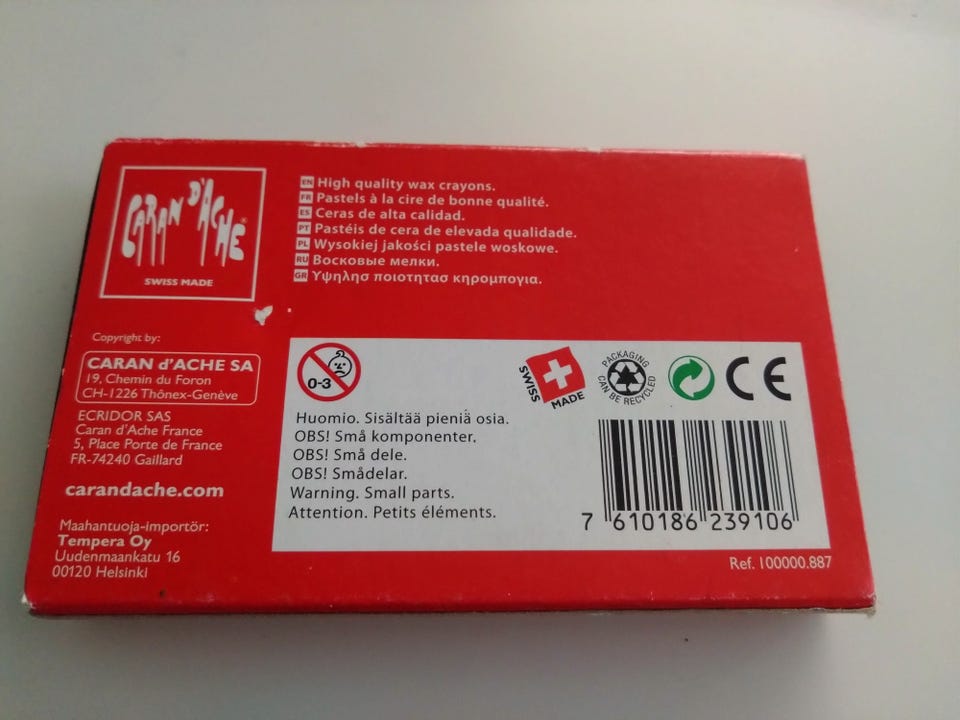 CARAN D'ACHE®
SWISS MADE
EN High quality wax crayons.
FR Pastels à la cire de bonne qualité.
ES Ceras de alta calidad.
PT Pastéis de cera de elevada qualidade.
PL Wysokiej jakości pastele woskowe.
RU Восковые мелки.
GR Υψηλησ ποιοτητασ κηρομπογια.
Copyright by:
CARAN d'ACHE SA
19, Chemin du Foron
CH-1226 Thônex-Genève
ECRIDOR SAS
Caran d'Ache France
5, Place Porte de France
FR-74240 Gaillard
carandache.com
Maahantuoja-importör:
Tempera Oy
Uudenmaankatu 16
00120 Helsinki
0-3
SWISS MADE
PACKAGING CAN BE RECYCLED
CE
Huomio. Sisältää pieniä osia.
OBS! Små komponenter.
OBS! Små dele.
OBS! Smådelar.
Warning. Small parts.
Attention. Petits éléments.
7 610186 239106
Ref. 100000.887